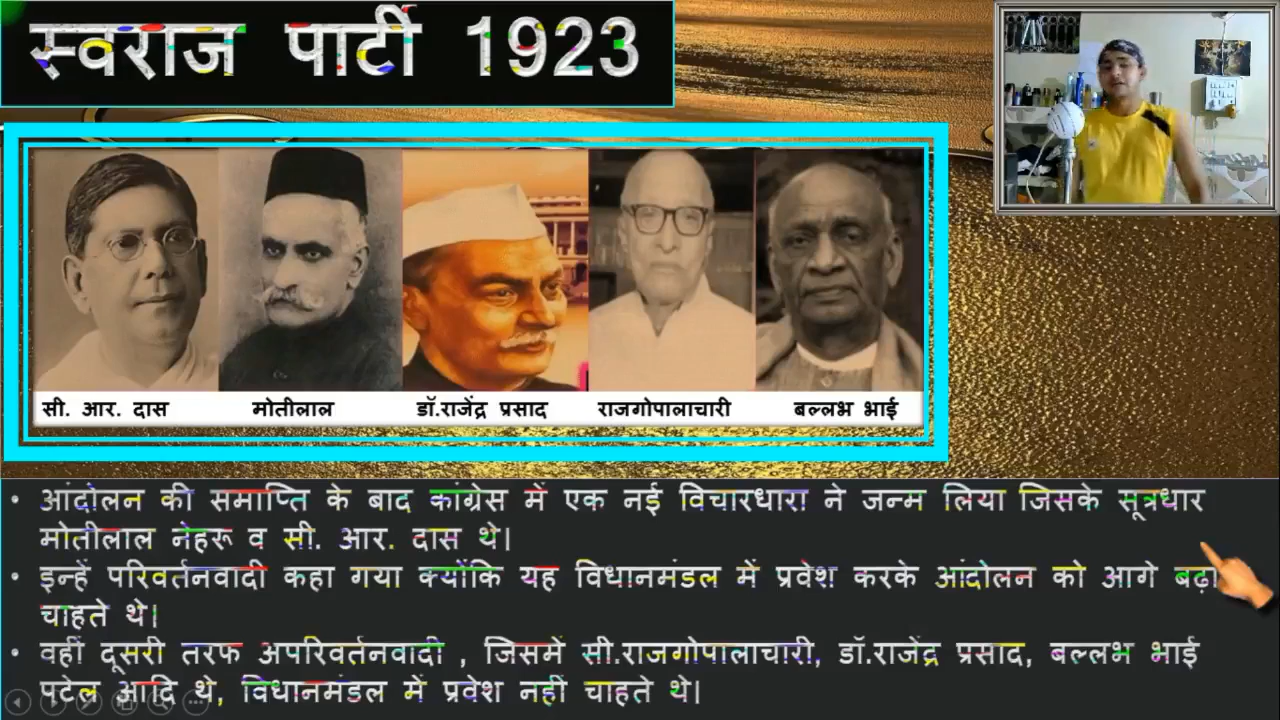 स्वराज पार्टी 1923
सी. आर. दास
मोतीलाल
डॉ.राजेंद्र प्रसाद
राजगोपालाचारी
बल्लभ भाई
• आंदोलन की समाप्ति के बाद कांग्रेस में एक नई विचारधारा ने जन्म लिया जिसके सूत्रधार
मोतीलाल नेहरू व सी. आर. दास थे।
• इन्हें परिवर्तनवादी कहा गया क्योंकि यह विधानमंडल में प्रवेश करके आंदोलन को आगे बढ़ा
चाहते थे।
• वहीं दूसरी तरफ अपरिवर्तनवादी , जिसमें सी.राजगोपालाचारी, डॉ.राजेंद्र प्रसाद, बल्लभ भाई
पटेल आदि थे, विधानमंडल में प्रवेश नहीं चाहते थे।